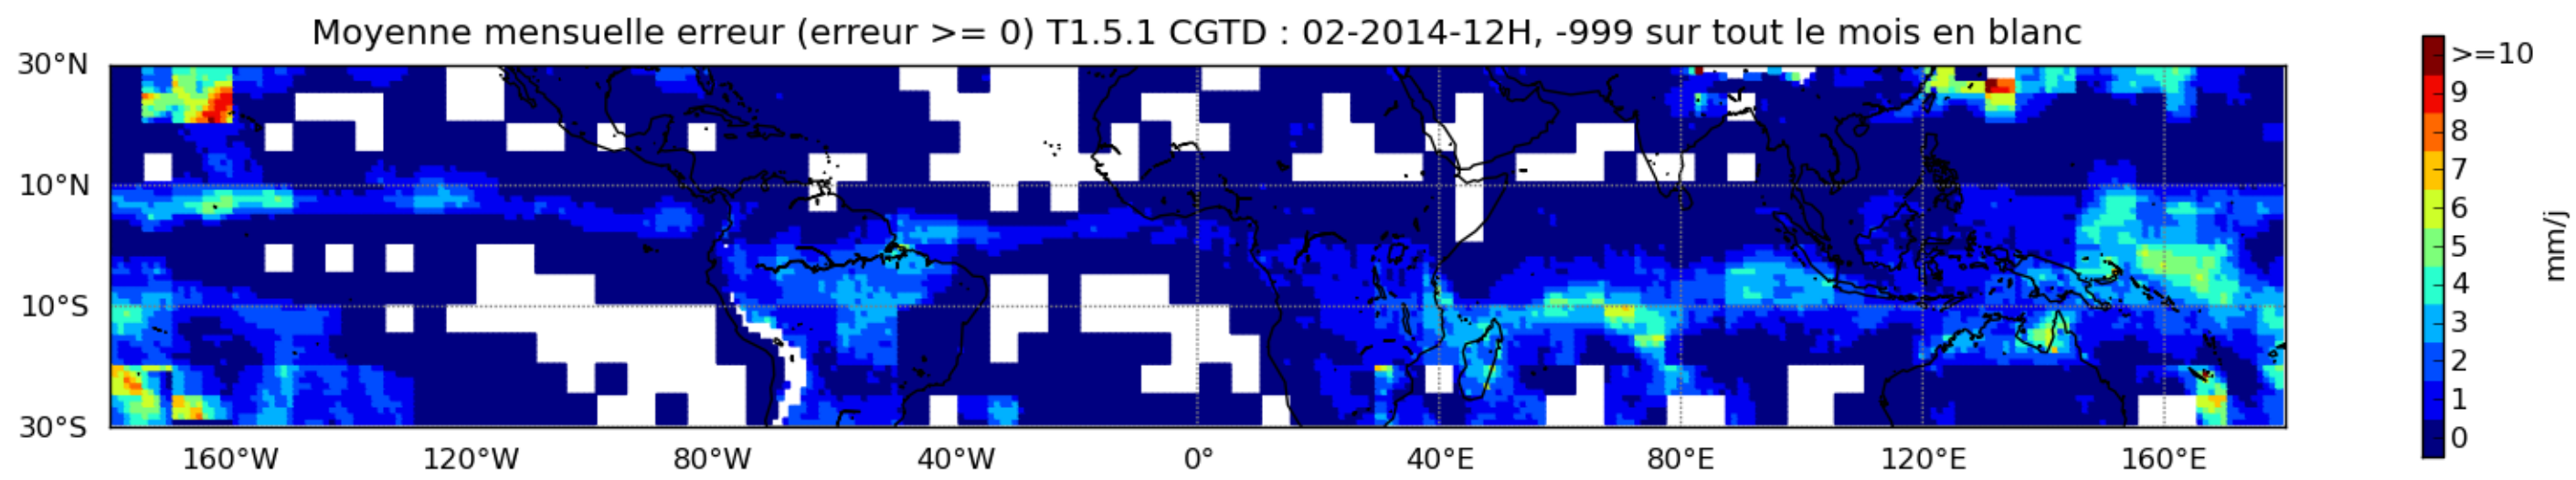 Moyenne mensuelle erreur (erreur >= 0) T1.5.1 CGTD : 02-2014-12H, -999 sur tout le mois en blanc
30°N
10°N
10°S
30°S
160°W 120°W 80°W 40°W 0° 40°E 80°E 120°E 160°E
>=10
9
8
7
6
5
4
3
2
1
0
mm/j